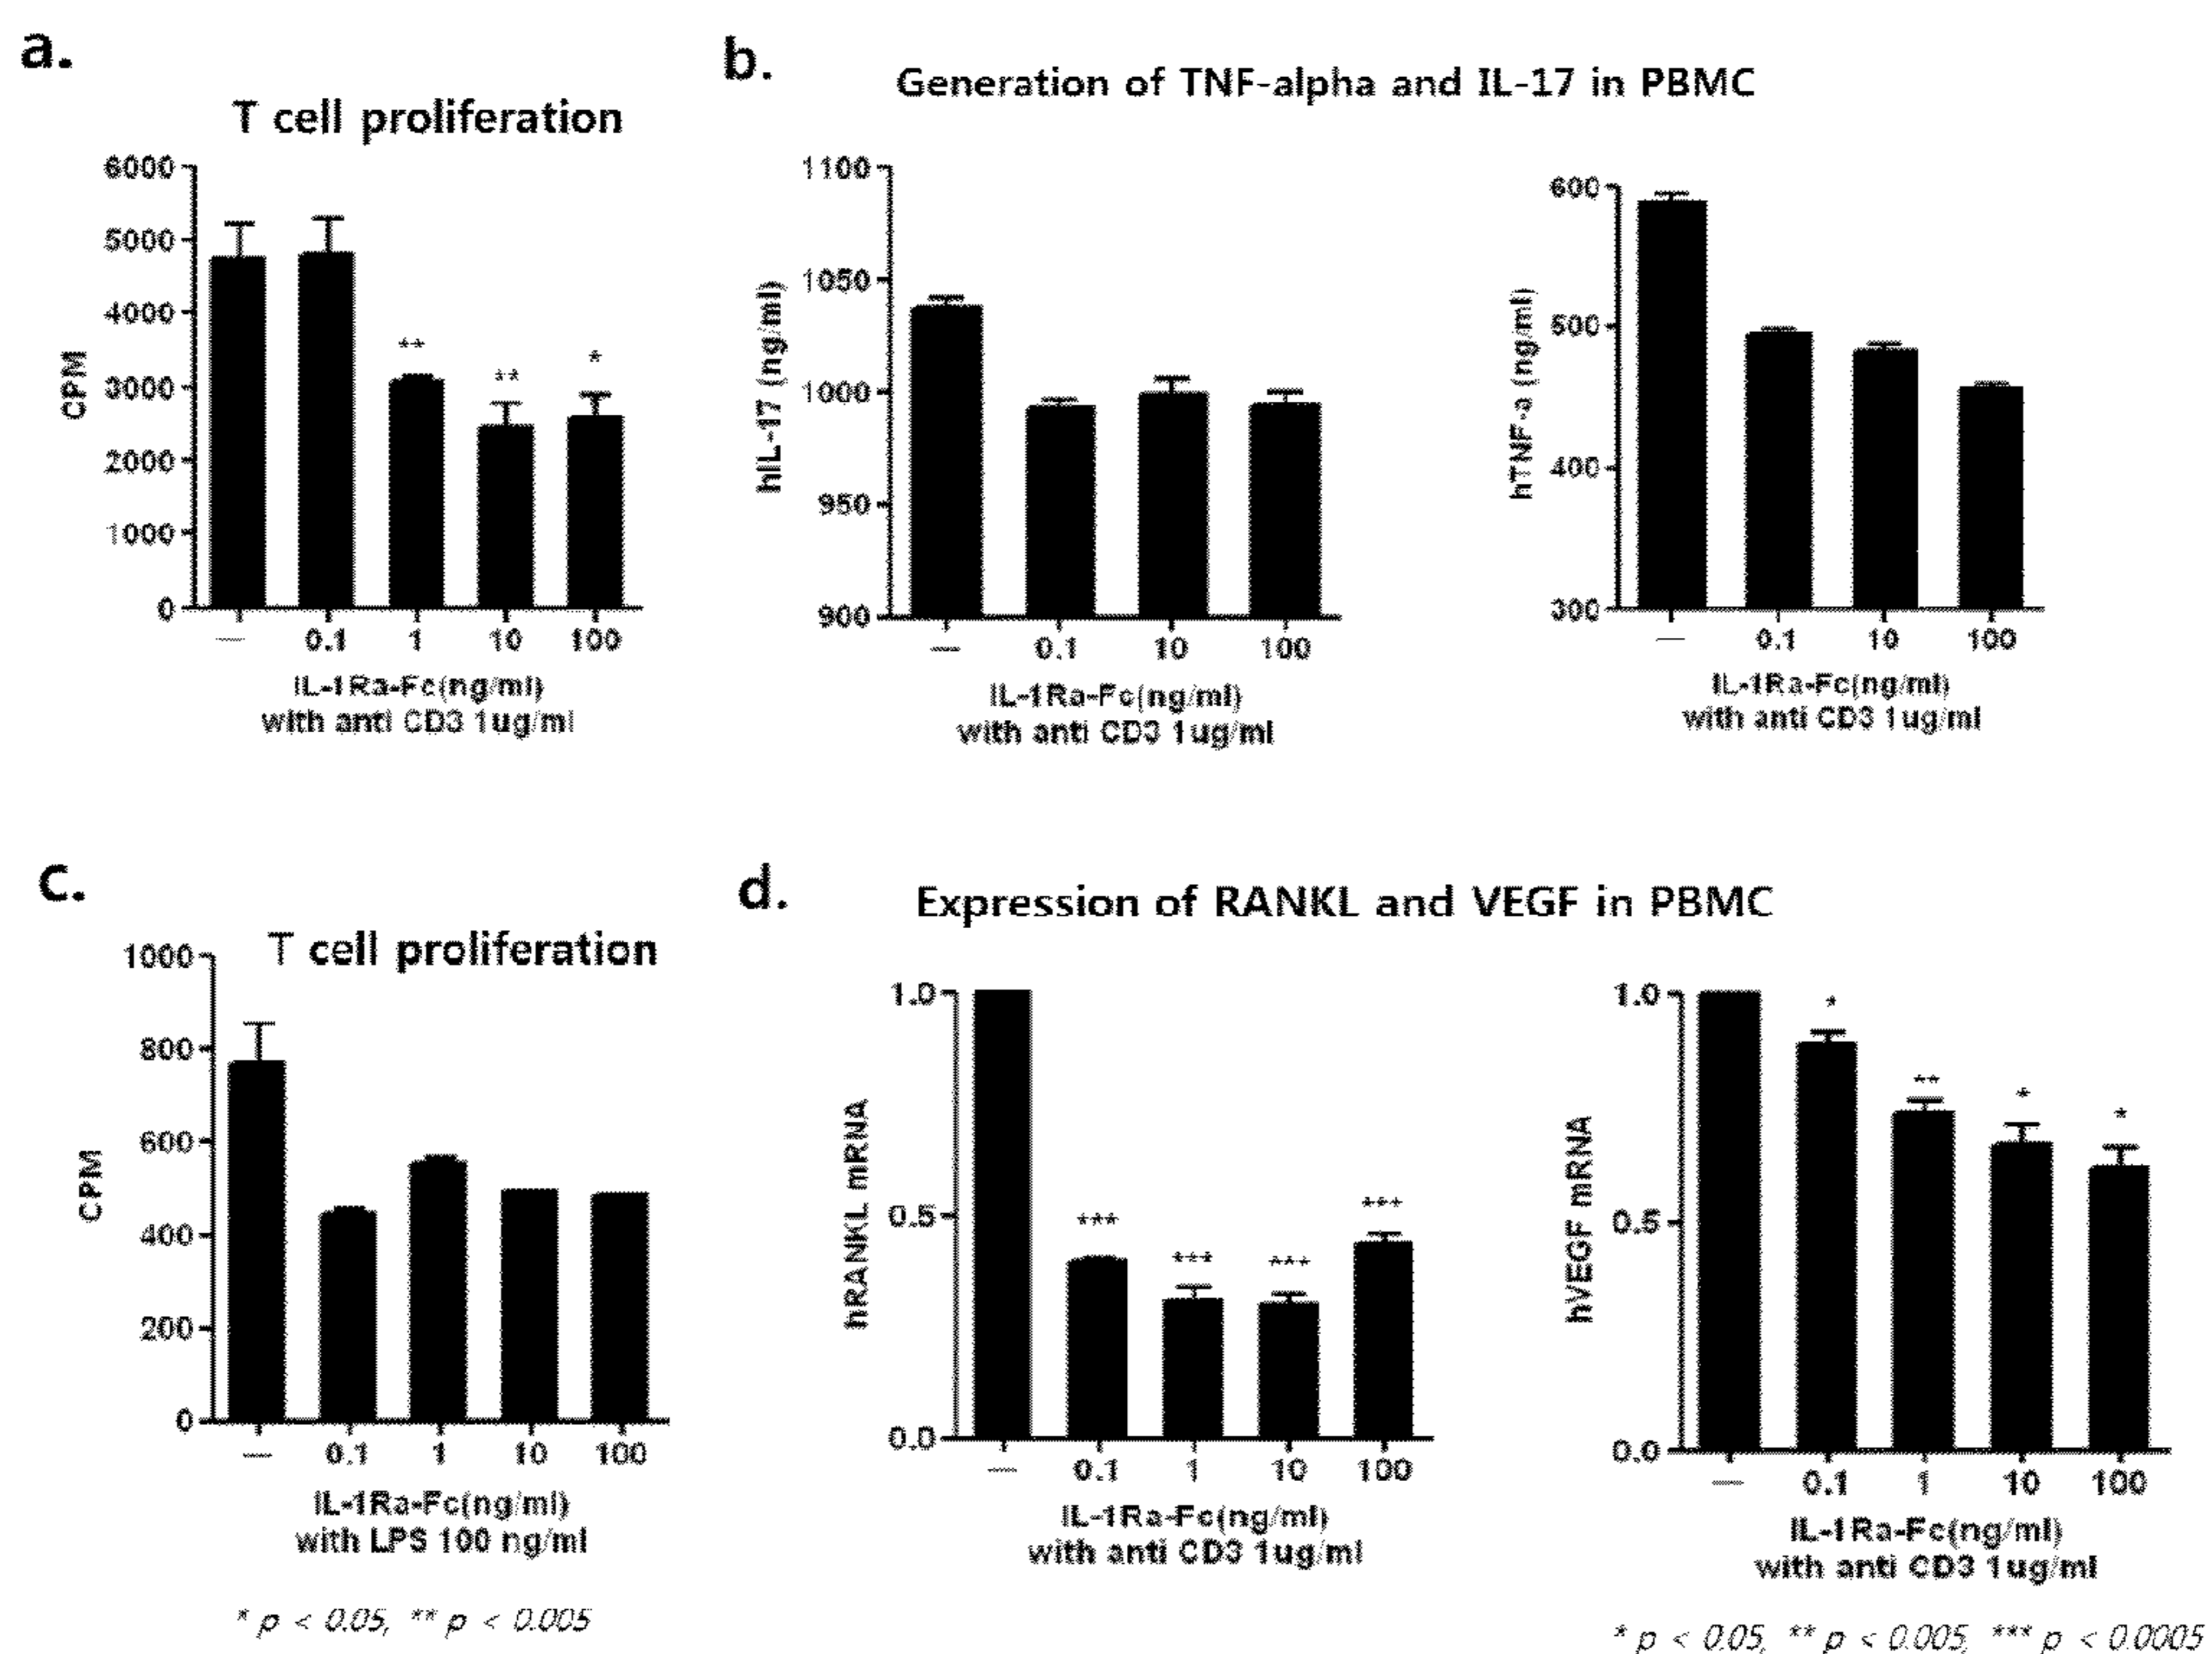 a.
T cell proliferation
6000
5000
4000
3000
2000
1000
0
CPM
**
**
*
— 0.1 1 10 100
IL-1Ra-Fc(ng/ml)
with anti CD3 1ug/ml
b.
Generation of TNF-alpha and IL-17 in PBMC
1100
1050
1000
950
900
hIL-17 (ng/ml)
— 0.1 10 100
IL-1Ra-Fc(ng/ml)
with anti CD3 1ug/ml
600
500
400
300
hTNF-a (ng/ml)
— 0.1 10 100
IL-1Ra-Fc(ng/ml)
with anti CD3 1ug/ml
c.
T cell proliferation
1000
800
600
400
200
0
CPM
— 0.1 1 10 100
IL-1Ra-Fc(ng/ml)
with LPS 100 ng/ml
* p < 0.05, ** p < 0.005
d.
Expression of RANKL and VEGF in PBMC
1.0
0.5
0.0
hRANKL mRNA
***
***
***
***
— 0.1 1 10 100
IL-1Ra-Fc(ng/ml)
with anti CD3 1ug/ml
1.0
0.5
0.0
hVEGF mRNA
*
**
*
*
— 0.1 1 10 100
IL-1Ra-Fc(ng/ml)
with anti CD3 1ug/ml
* p < 0.05, ** p < 0.005, *** p < 0.0005